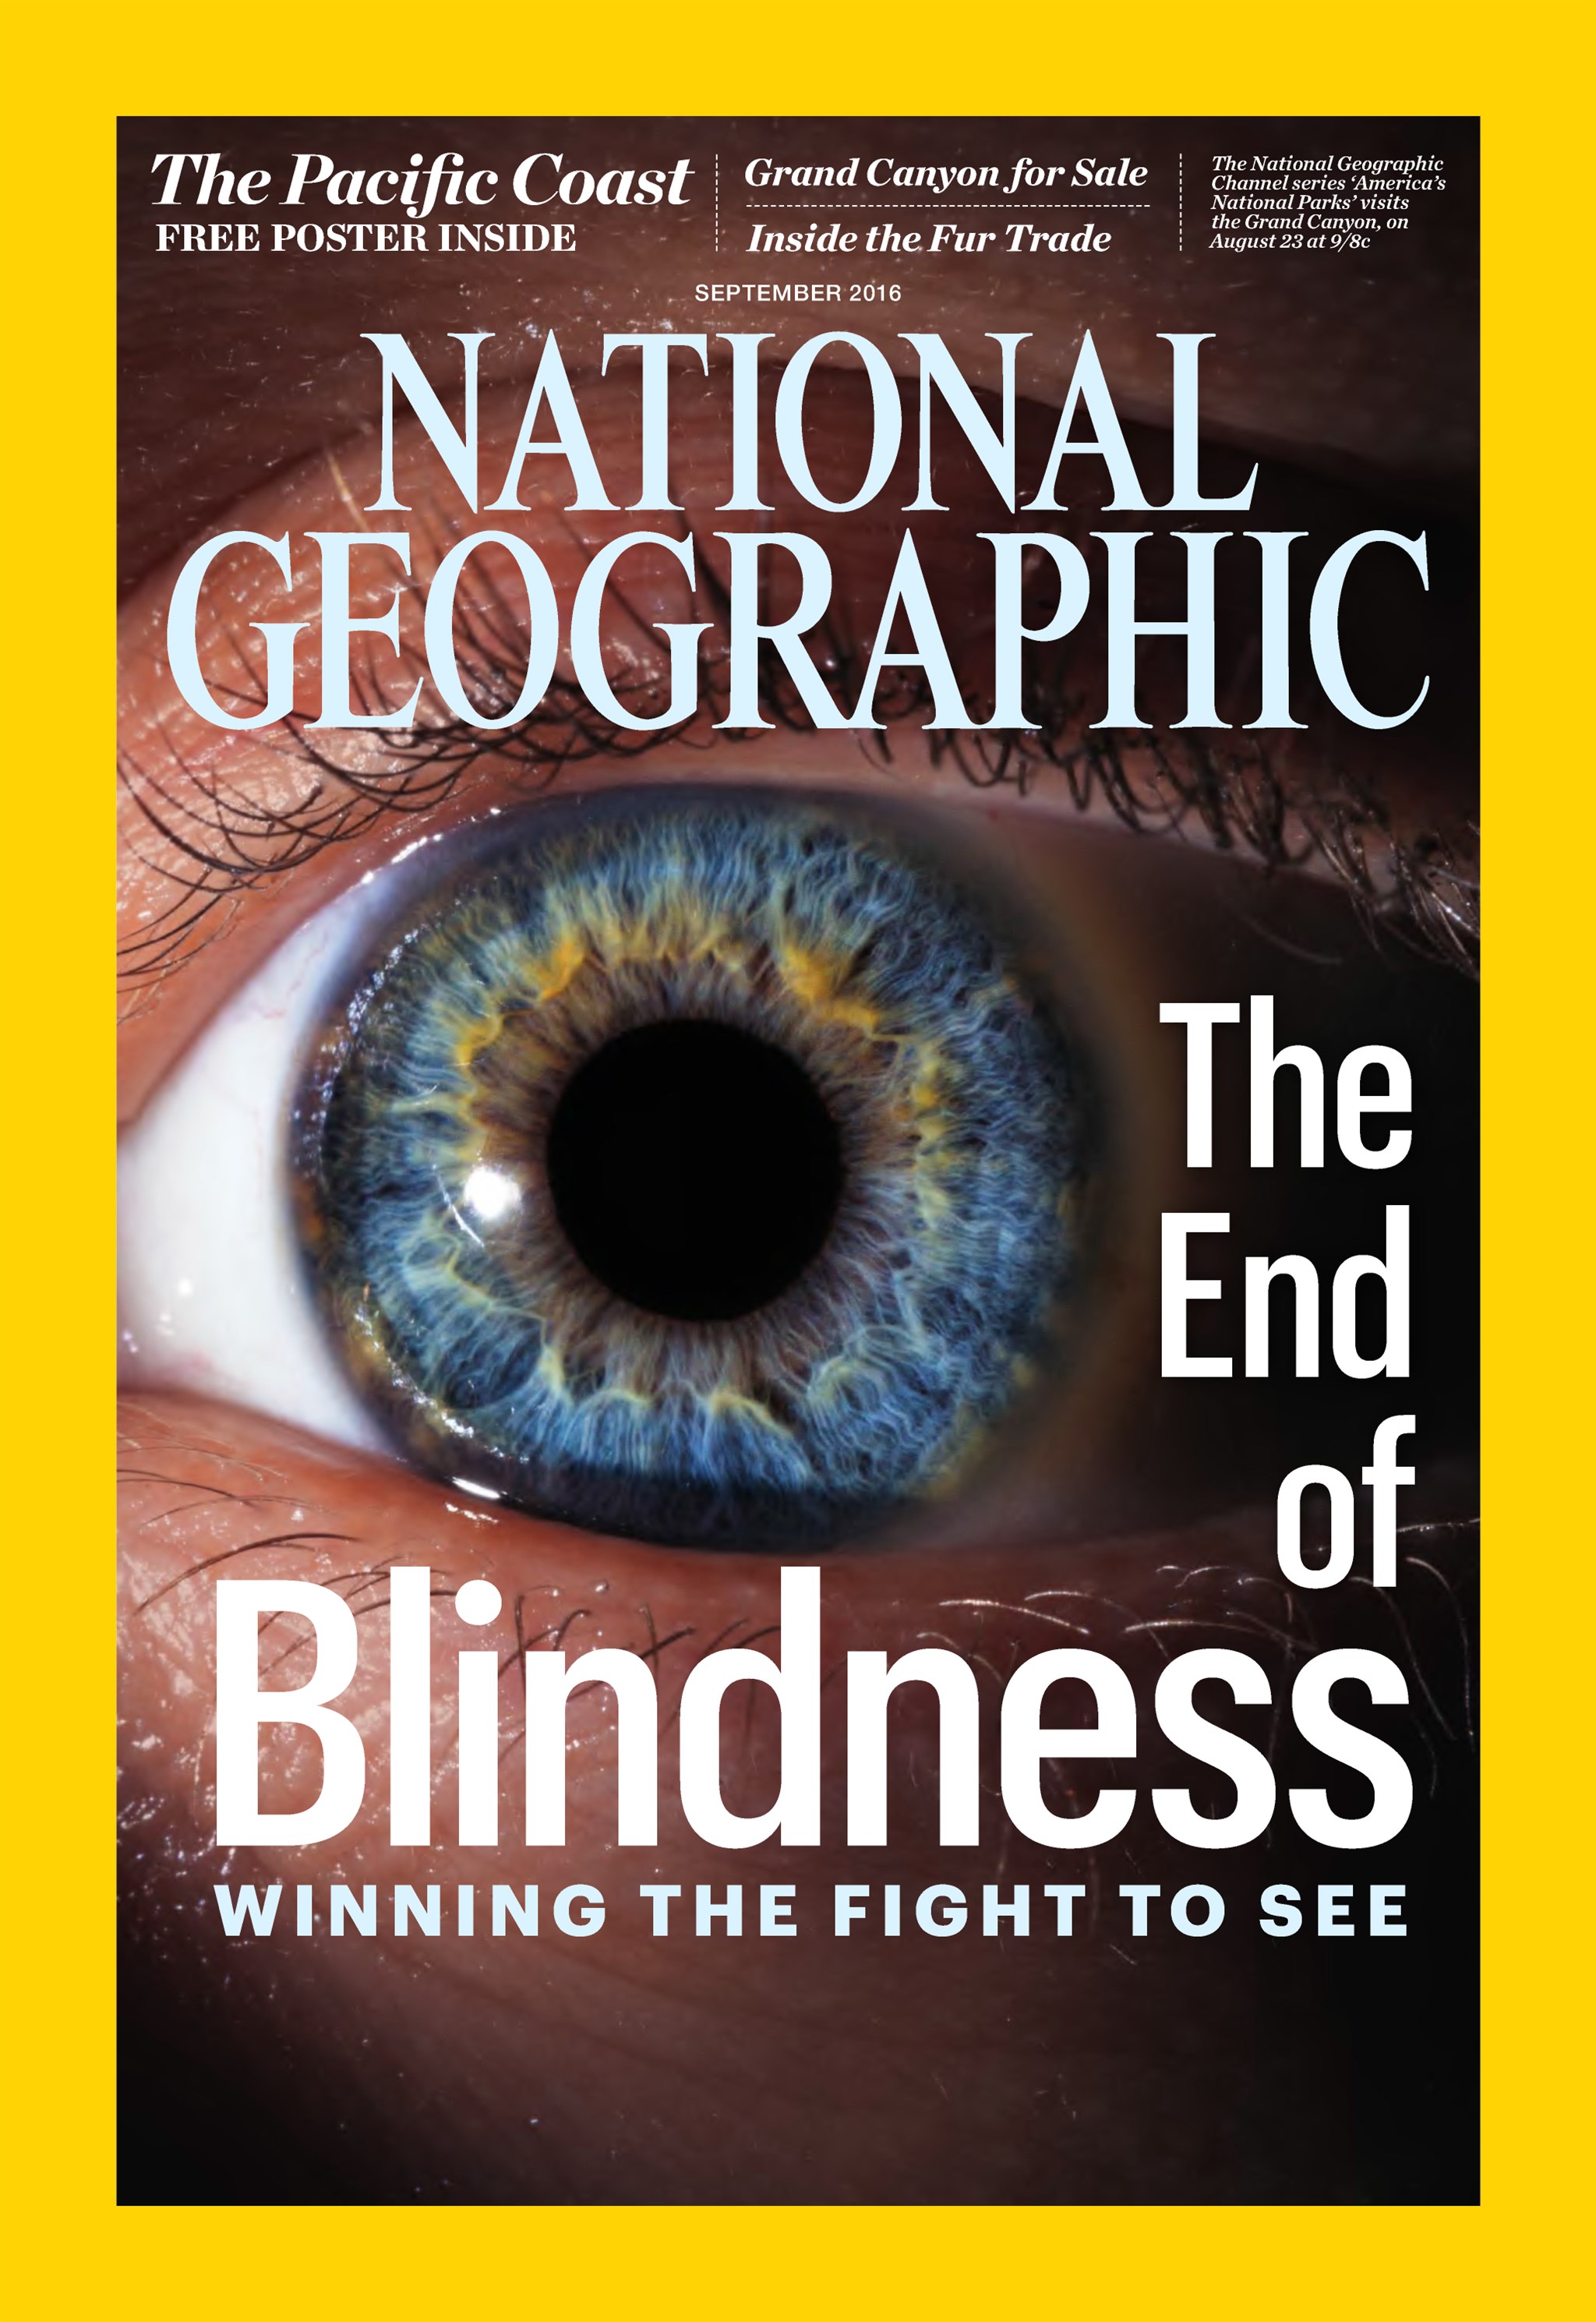 The Pacific Coast
FREE POSTER INSIDE
Grand Canyon for Sale
Inside the Fur Trade
The National Geographic
Channel series ‘America’s
National Parks’ visits
the Grand Canyon, on
August 23 at 9/8c
SEPTEMBER 2016
NATIONAL
GEOGRAPHIC
The
End
of
Blindness
WINNING THE FIGHT TO SEE